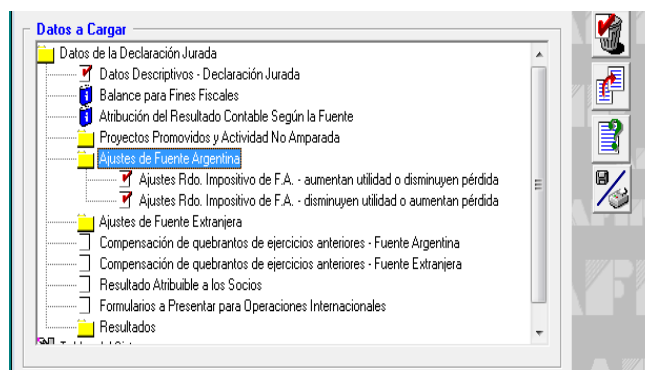 Datos a Cargar
Datos de la Declaración Jurada
Datos Descriptivos - Declaración Jurada
Balance para Fines Fiscales
Atribución del Resultado Contable Según la Fuente
Proyectos Promovidos y Actividad No Amparada
Ajustes de Fuente Argentina
Ajustes Rdo. Impositivo de F.A. - aumentan utilidad o disminuyen pérdida
Ajustes Rdo. Impositivo de F.A. - disminuyen utilidad o aumentan pérdida
Ajustes de Fuente Extranjera
Compensación de quebrantos de ejercicios anteriores - Fuente Argentina
Compensación de quebrantos de ejercicios anteriores - Fuente Extranjera
Resultado Atribuible a los Socios
Formularios a Presentar para Operaciones Internacionales
Resultados